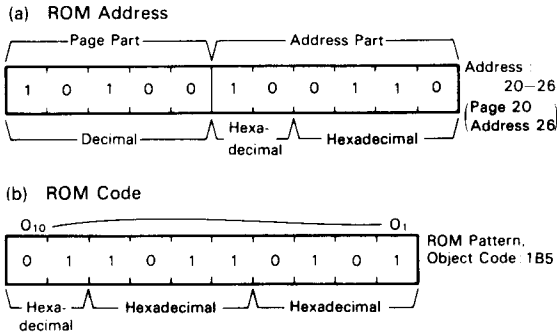 (a) ROM Address
Page Part
Address Part
1 0 1 0 0 1 0 0 1 1 0
Address :
20-26
(Page 20
Address 26)
Decimal
Hexa-
decimal
Hexadecimal
(b) ROM Code
O10
O1
0 1 1 0 1 1 0 1 0 1
ROM Pattern,
Object Code: 1B5
Hexa-
decimal
Hexadecimal
Hexadecimal